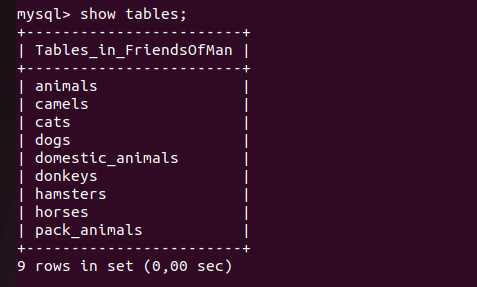 mysql> show tables;
+------------------------+
| Tables_in_FriendsOfMan |
+------------------------+
| animals                |
| camels                 |
| cats                   |
| dogs                   |
| domestic_animals       |
| donkeys                |
| hamsters               |
| horses                 |
| pack_animals           |
+------------------------+
9 rows in set (0,00 sec)